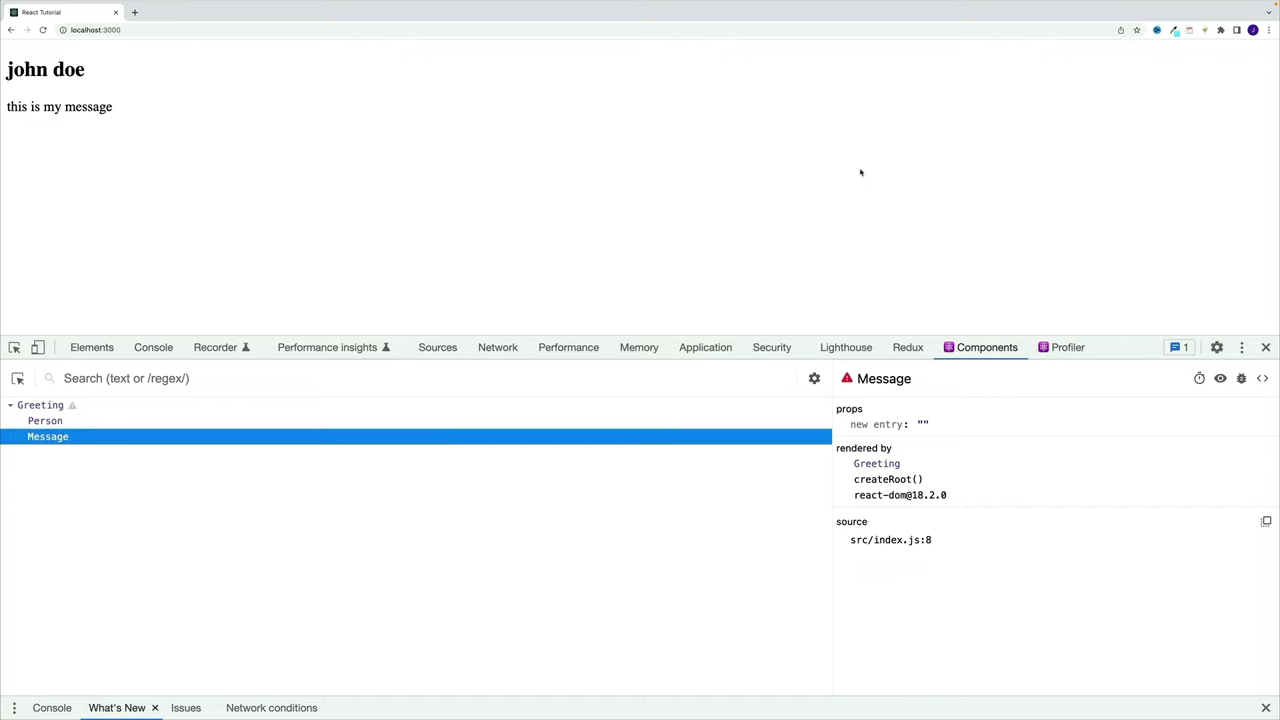 React Tutorial
localhost:3000
J
john doe
this is my message
Elements Console Recorder Performance insights Sources Network Performance Memory Application Security Lighthouse Redux Components Profiler 1
Search (text or /regex/)
Message
Greeting
Person
Message
props
new entry: ""
rendered by
Greeting
createRoot()
react-dom@18.2.0
source
src/index.js:8
Console What's New Issues Network conditions